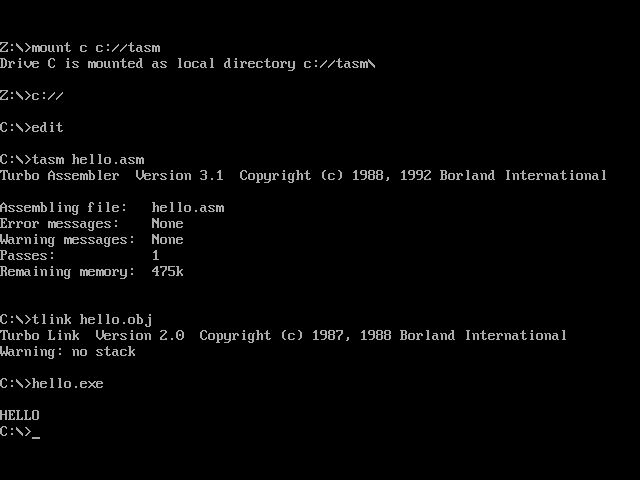 Z:\>mount c c://tasm
Drive C is mounted as local directory c://tasm\
Z:\>c://
C:\>edit
C:\>tasm hello.asm
Turbo Assembler  Version 3.1  Copyright (c) 1988, 1992 Borland International
Assembling file:   hello.asm
Error messages:    None
Warning messages:  None
Passes:            1
Remaining memory:  475k
C:\>tlink hello.obj
Turbo Link  Version 2.0  Copyright (c) 1987, 1988 Borland International
Warning: no stack
C:\>hello.exe
HELLO
C:\>_